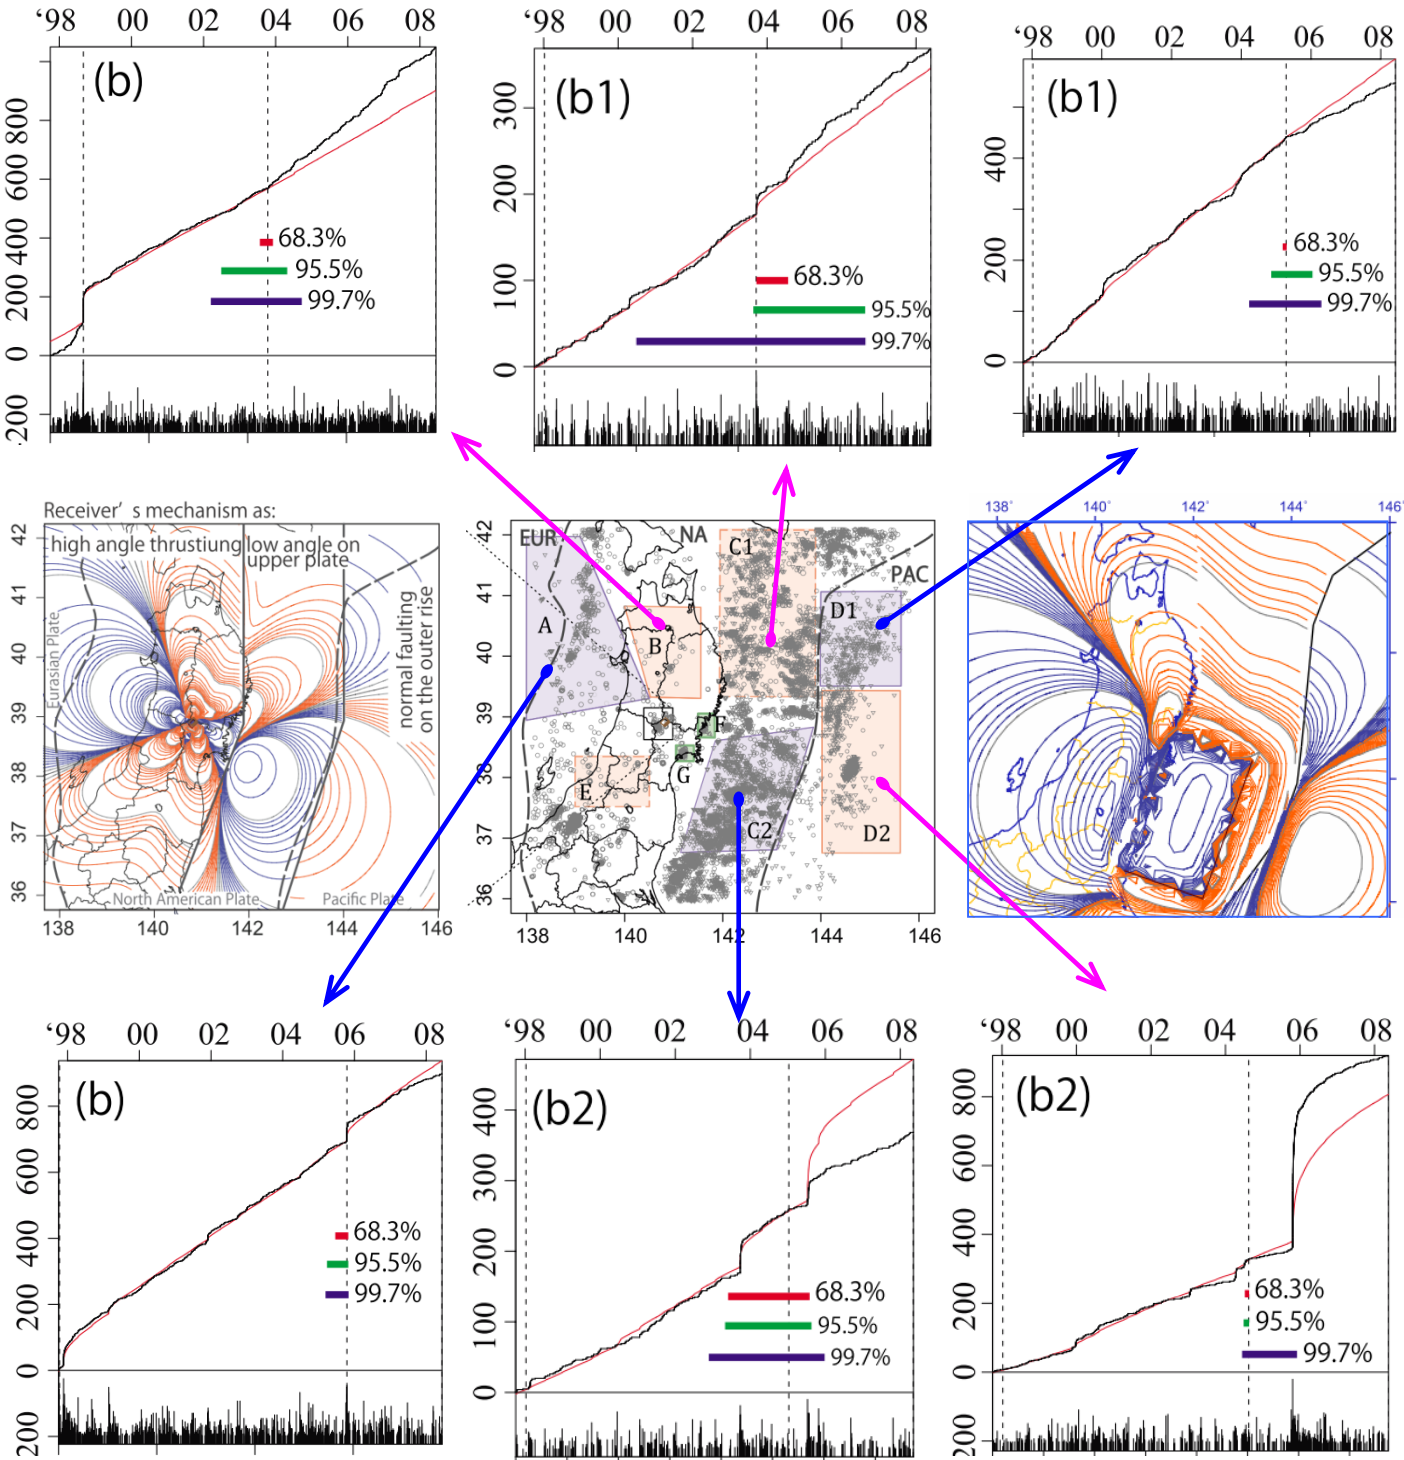 ‘98 00 02 04 06 08
(b)
800
600
400
200
0
200
68.3%
95.5%
99.7%
‘98 00 02 04 06 08
(b1)
300
200
100
0
68.3%
95.5%
99.7%
‘98 00 02 04 06 08
(b1)
400
200
0
68.3%
95.5%
99.7%
Receiver’ s mechanism as:
high angle thrustiung low angle on
upper plate
normal faulting
on the outer rise
Eurasian Plate
North American Plate
Pacific Plate
42
41
40
39
38
37
36
138 140 142 144 146
EUR NA PAC
A
B
C1
D1
F
G
E
C2
D2
42
41
40
39
38
37
36
138 140 142 144 146
138° 140° 142° 144° 146°
‘98 00 02 04 06 08
(b)
800
600
400
200
0
200
68.3%
95.5%
99.7%
‘98 00 02 04 06 08
(b2)
400
300
200
100
0
68.3%
95.5%
99.7%
‘98 00 02 04 06 08
(b2)
800
600
400
200
0
200
68.3%
95.5%
99.7%